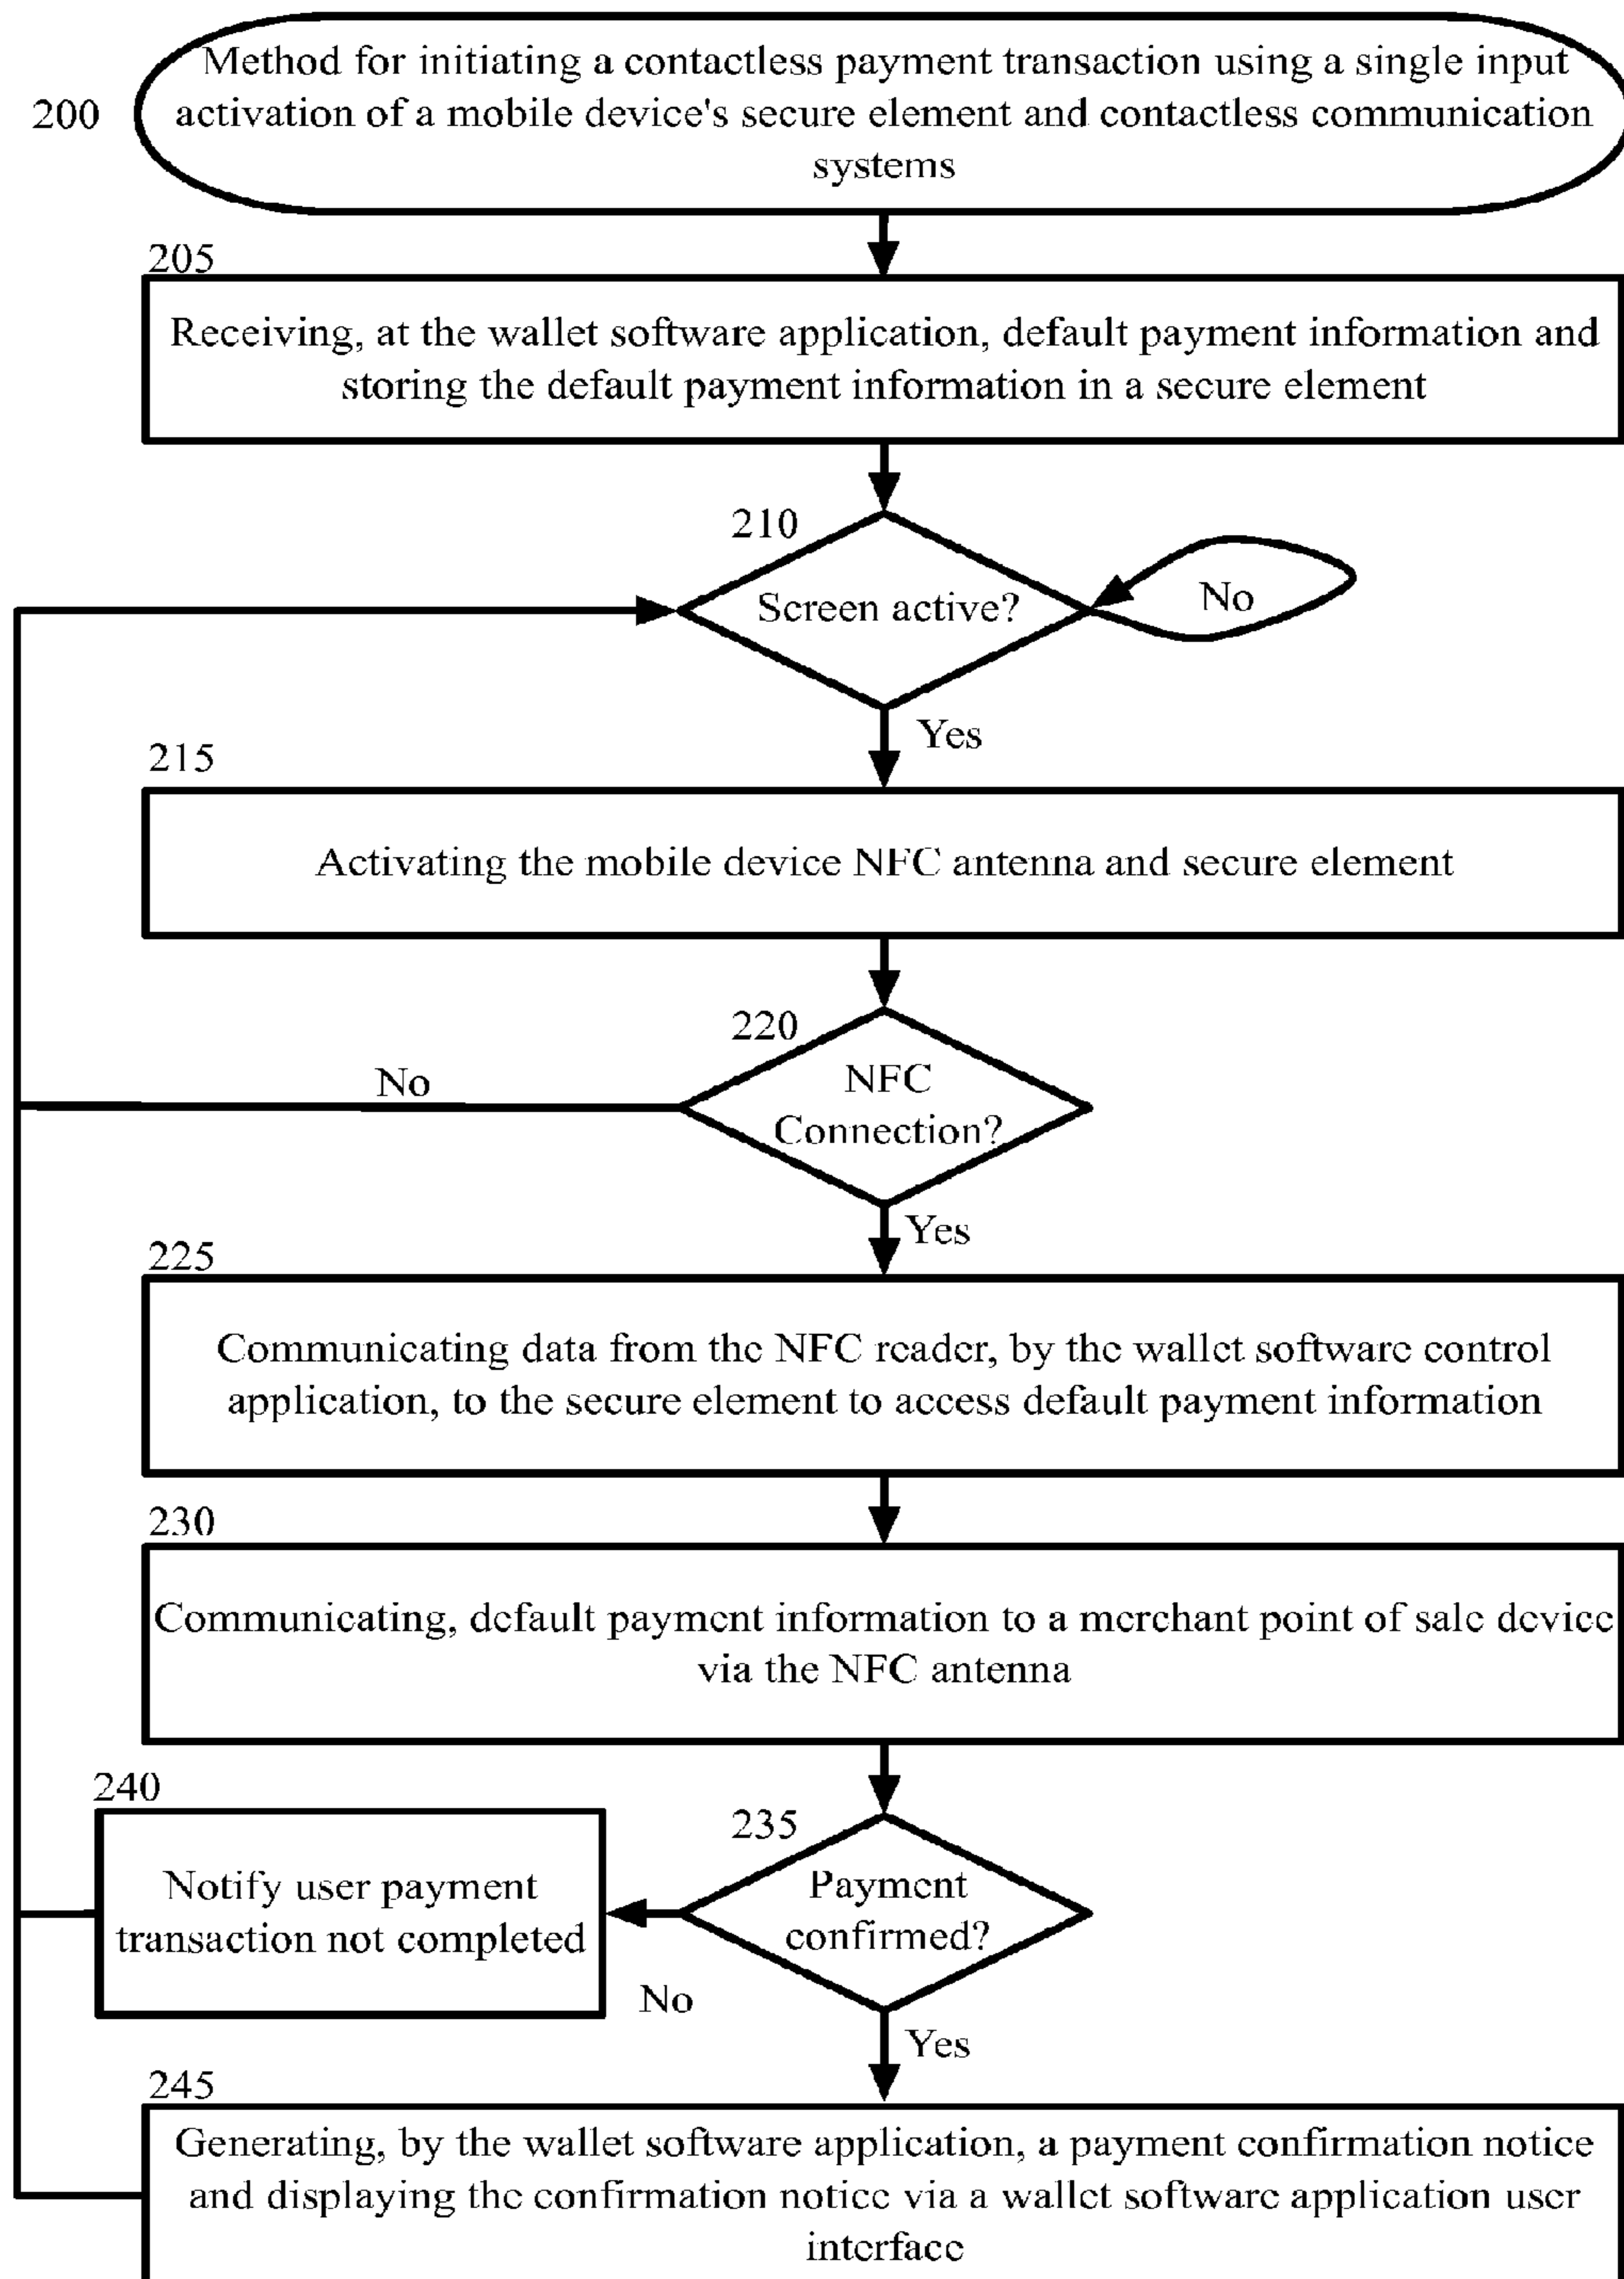 Method for initiating a contactless payment transaction using a single input
200
activation of a mobile device's secure element and contactless communication
systems
205
Receiving, at the wallet software application, default payment information and
storing the default payment information in a secure element
210
Screen active?
No
Yes
215
Activating the mobile device NFC antenna and secure element
220
NFC
Connection?
No
Yes
225
Communicating data from the NFC reader, by the wallet software control
application, to the secure element to access default payment information
230
Communicating, default payment information to a merchant point of sale device
via the NFC antenna
240
235
Notify user payment
transaction not completed
Payment
confirmed?
No
Yes
245
Generating, by the wallet software application, a payment confirmation notice
and displaying the confirmation notice via a wallet software application user
interface